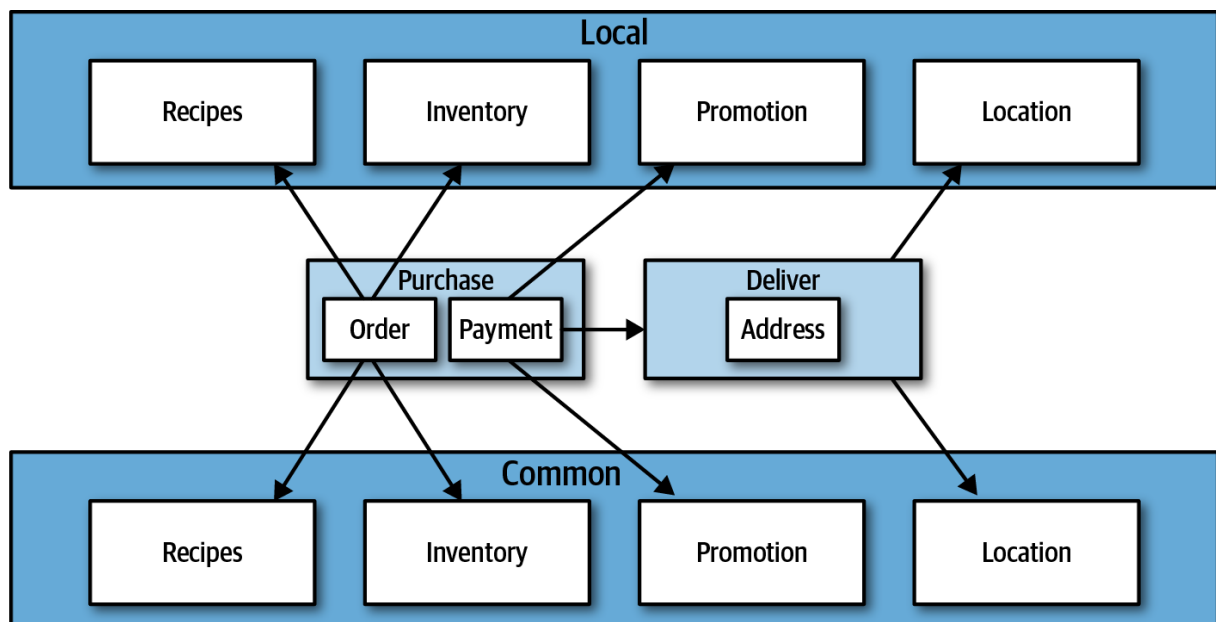 Local
Recipes
Inventory
Promotion
Location
Purchase
Order
Payment
Deliver
Address
Common
Recipes
Inventory
Promotion
Location